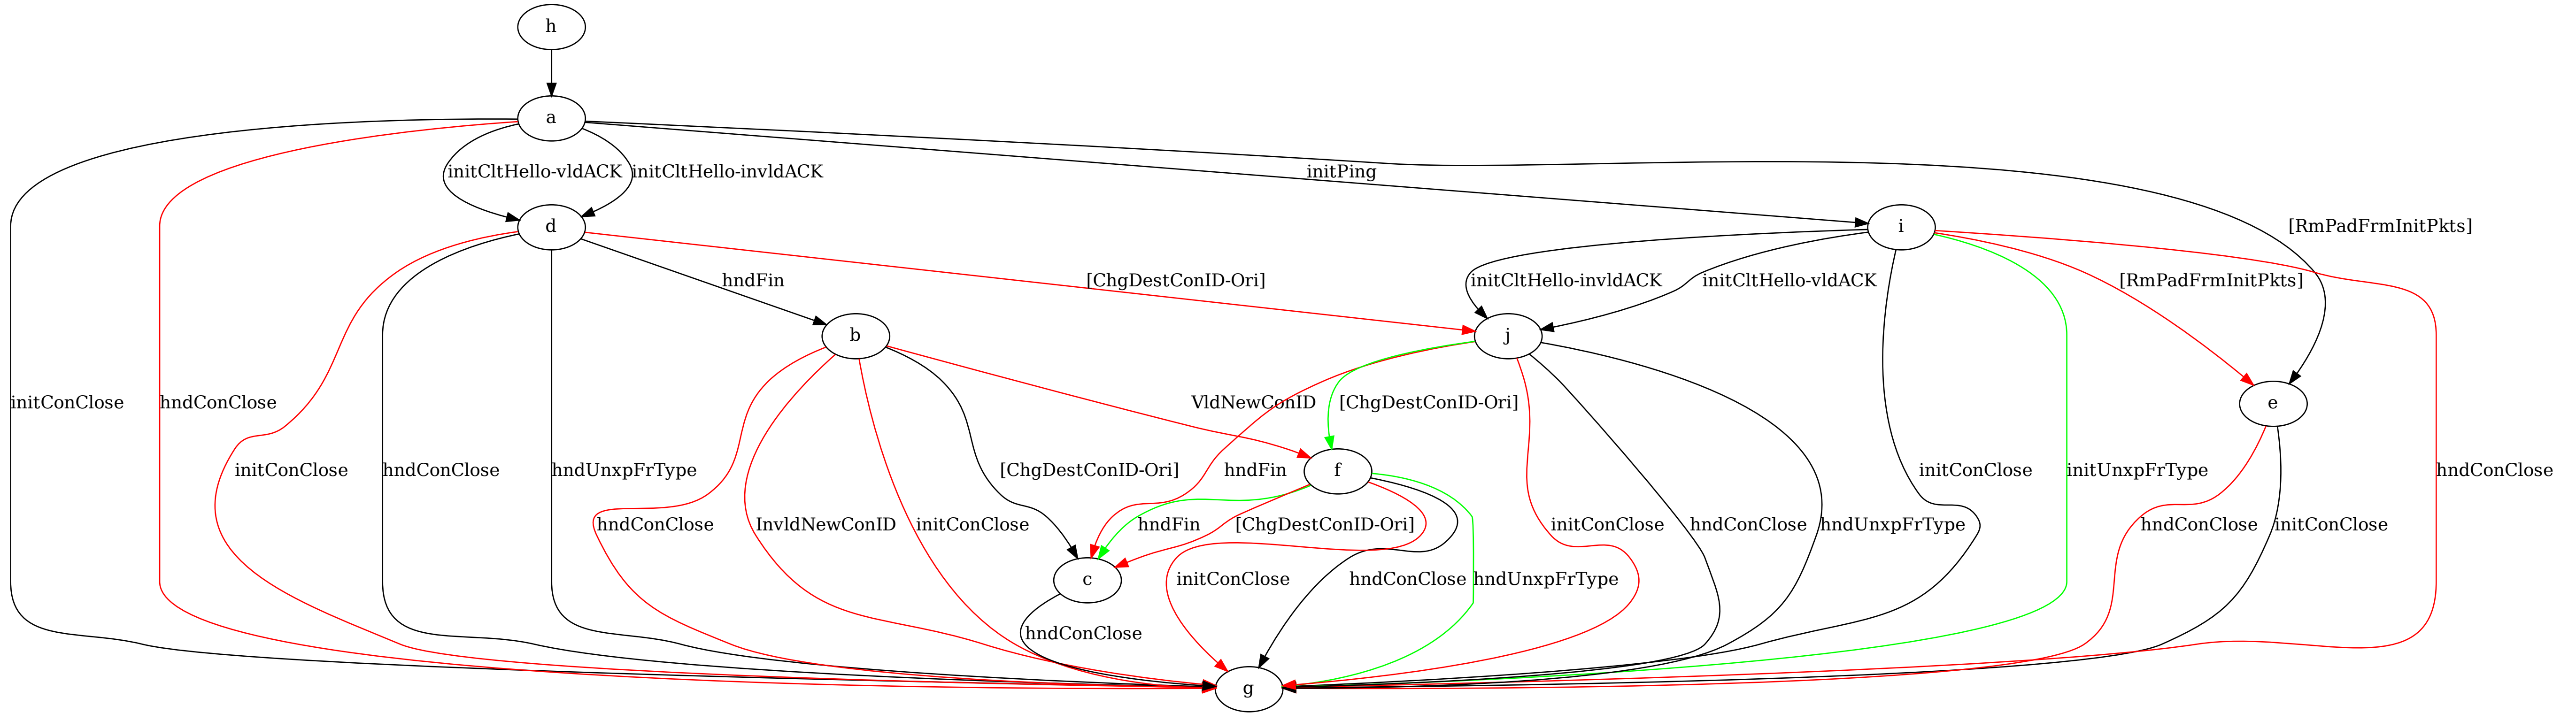 h
a
initCltHello-vldACK
initCltHello-invldACK
initPing
[RmPadFrmInitPkts]
d
i
hndFin
[ChgDestConID-Ori]
initCltHello-invldACK
initCltHello-vldACK
[RmPadFrmInitPkts]
b
j
initConClose
hndConClose
VldNewConID
[ChgDestConID-Ori]
e
initConClose
hndConClose
hndUnxpFrType
[ChgDestConID-Ori]
hndFin
f
initConClose
initUnxpFrType
hndConClose
hndConClose
InvldNewConID
initConClose
hndFin
[ChgDestConID-Ori]
initConClose
hndConClose
hndUnxpFrType
hndConClose
initConClose
c
initConClose
hndConClose
hndUnxpFrType
hndConClose
g